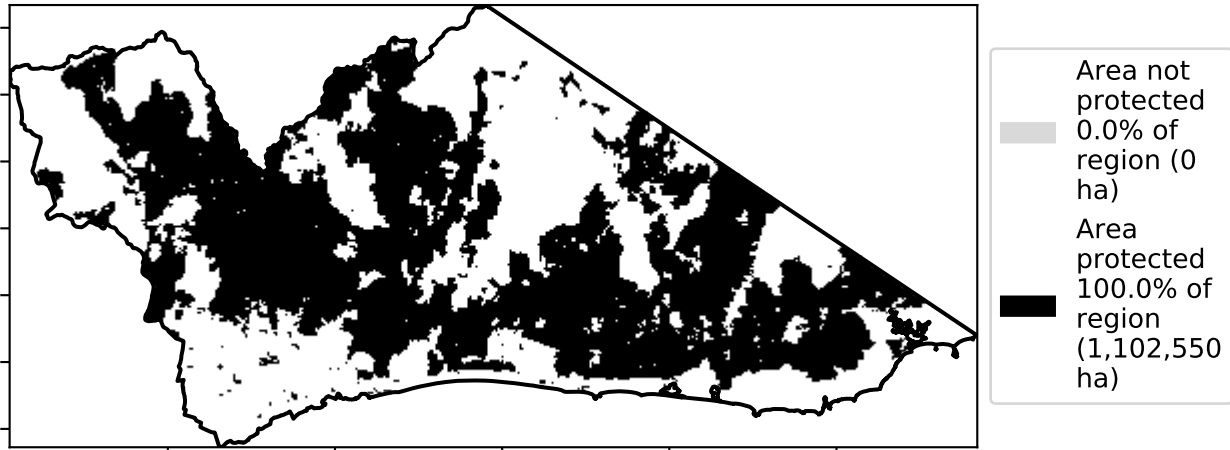 Area not
protected
0.0% of
region (0
ha)
Area
protected
100.0% of
region
(1,102,550
ha)